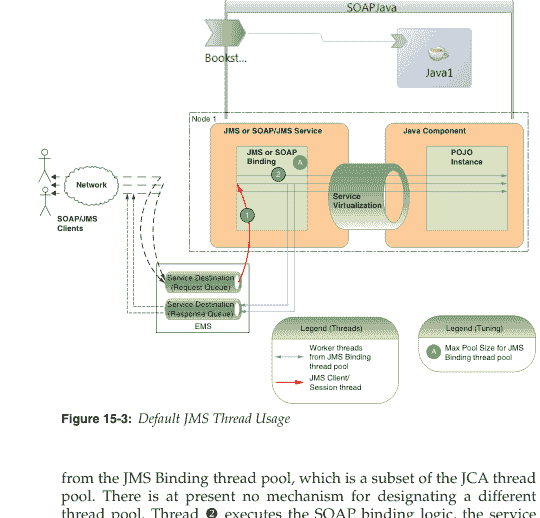 SOAPJava
Bookst...
Java1
Node 1
JMS or SOAP/JMS Service
Java Component
JMS or SOAP
Binding
A
2
POJO
Instance
Network
Service
Virtualization
SOAP/JMS
Clients
1
Service Destination
(Request Queue)
Service Destination
(Response Queue)
EMS
Legend (Threads)
Worker threads
from JMS Binding
thread pool
JMS Client/
Session thread
Legend (Tuning)
A
Max Pool Size for JMS
Binding thread pool
Figure 15-3: Default JMS Thread Usage
from the JMS Binding thread pool, which is a subset of the JCA thread
pool. There is at present no mechanism for designating a different
thread pool. Thread ❷ executes the SOAP binding logic, the service